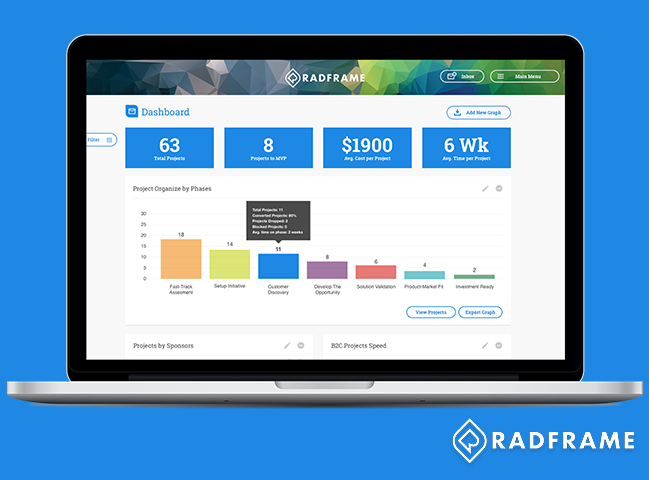 RADFRAME
Inbox
Main Menu
Dashboard
Add New Graph
Filter
63
Total Projects
8
Projects to MVP
$1900
Avg. Cost per Project
6 Wk
Avg. Time per Project
Project Organize by Phases
Total Projects: 11
Converted Projects: 80%
Projects Dropped: 2
Blocked Projects: 0
Avg. time on phase: 2 weeks
30
25
20
15
10
5
0
18
14
11
8
6
4
2
Fast-Track
Assesment
Setup Initiative
Customer
Discovery
Develop The
Opportunity
Solution Validation
Product-Market Fit
Investment Ready
View Projects
Expert Graph
Projects by Sponsors
B2C Projects Speed
RADFRAME